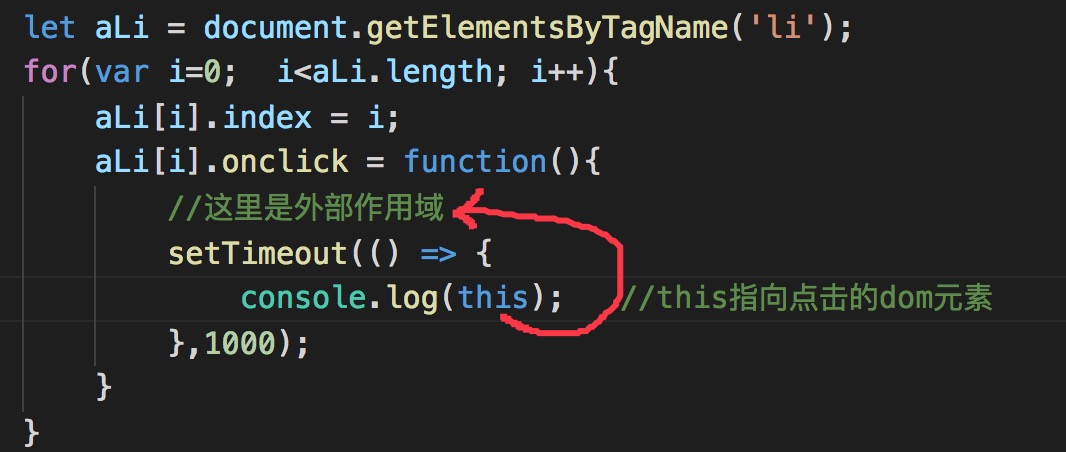 let aLi = document.getElementsByTagName('li');
for(var i=0;  i<aLi.length; i++){
    aLi[i].index = i;
    aLi[i].onclick = function(){
        //这里是外部作用域
        setTimeout(() => {
            console.log(this);   //this指向点击的dom元素
        },1000);
    }
}